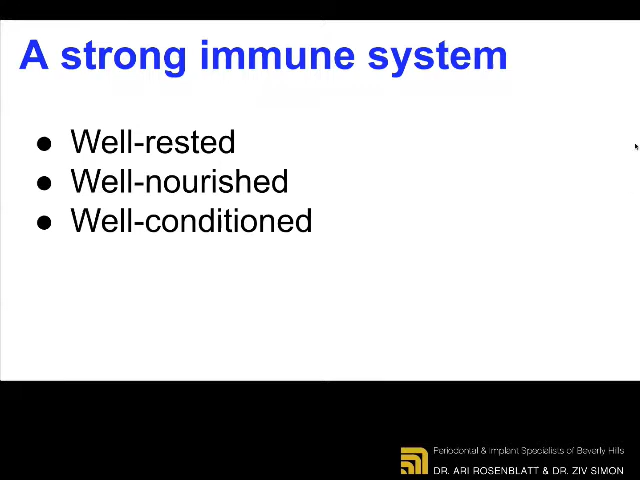 A strong immune system
● Well-rested
● Well-nourished
● Well-conditioned
Periodontal & Implant Specialists of Beverly Hills
DR. ARI ROSENBLATT & DR. ZIV SIMON